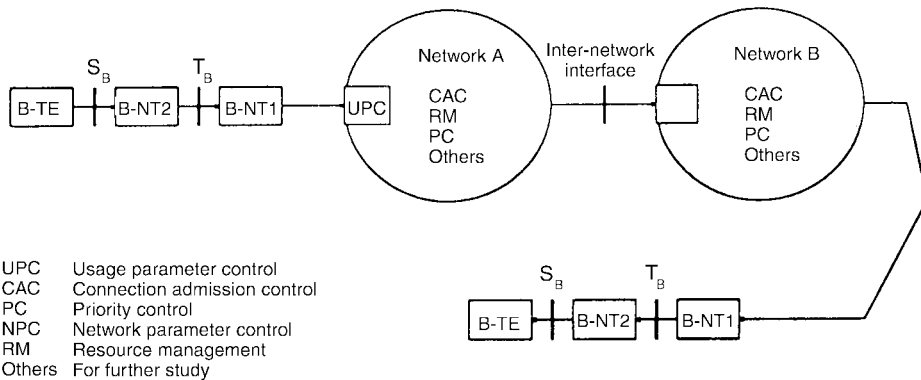 Network A
Inter-network
interface
Network B
S_B
T_B
B-TE
B-NT2
B-NT1
UPC
CAC
RM
PC
Others
CAC
RM
PC
Others
UPC Usage parameter control
CAC Connection admission control
PC Priority control
NPC Network parameter control
RM Resource management
Others For further study
S_B
T_B
B-TE
B-NT2
B-NT1